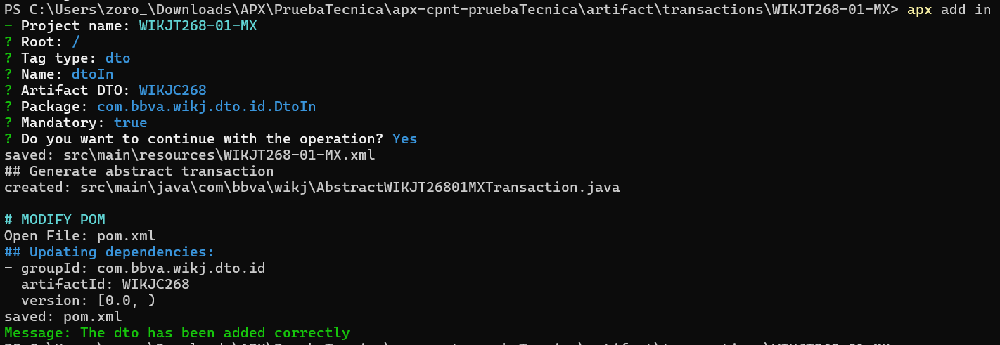 PS C:\Users\zoro_\Downloads\APX\PruebaTecnica\apx-cpnt-pruebaTecnica\artifact\transactions\WIKJT268-01-MX> apx add in
- Project name: WIKJT268-01-MX
? Root: /
? Tag type: dto
? Name: dtoIn
? Artifact DTO: WIKJC268
? Package: com.bbva.wikj.dto.id.DtoIn
? Mandatory: true
? Do you want to continue with the operation? Yes
saved: src\main\resources\WIKJT268-01-MX.xml
## Generate abstract transaction
created: src\main\java\com\bbva\wikj\AbstractWIKJT26801MXTransaction.java
# MODIFY POM
Open File: pom.xml
## Updating dependencies:
- groupId: com.bbva.wikj.dto.id
artifactId: WIKJC268
version: [0.0, )
saved: pom.xml
Message: The dto has been added correctly